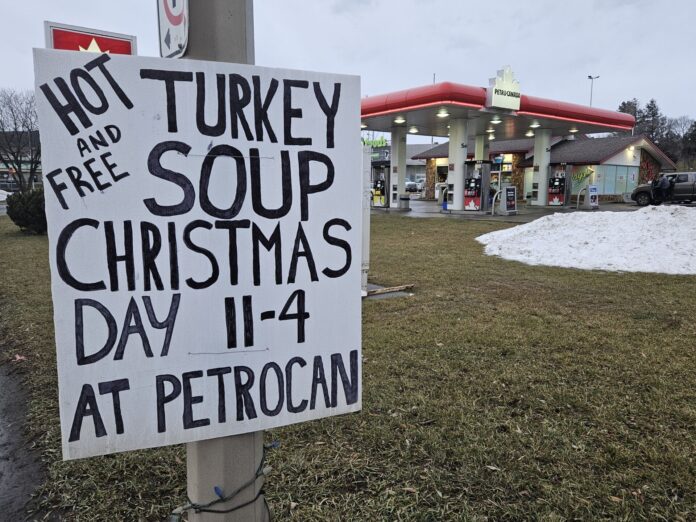 HOT
AND
FREE
TURKEY
SOUP
CHRISTMAS
DAY 11-4
AT PETROCAN
PETRO-CANADA